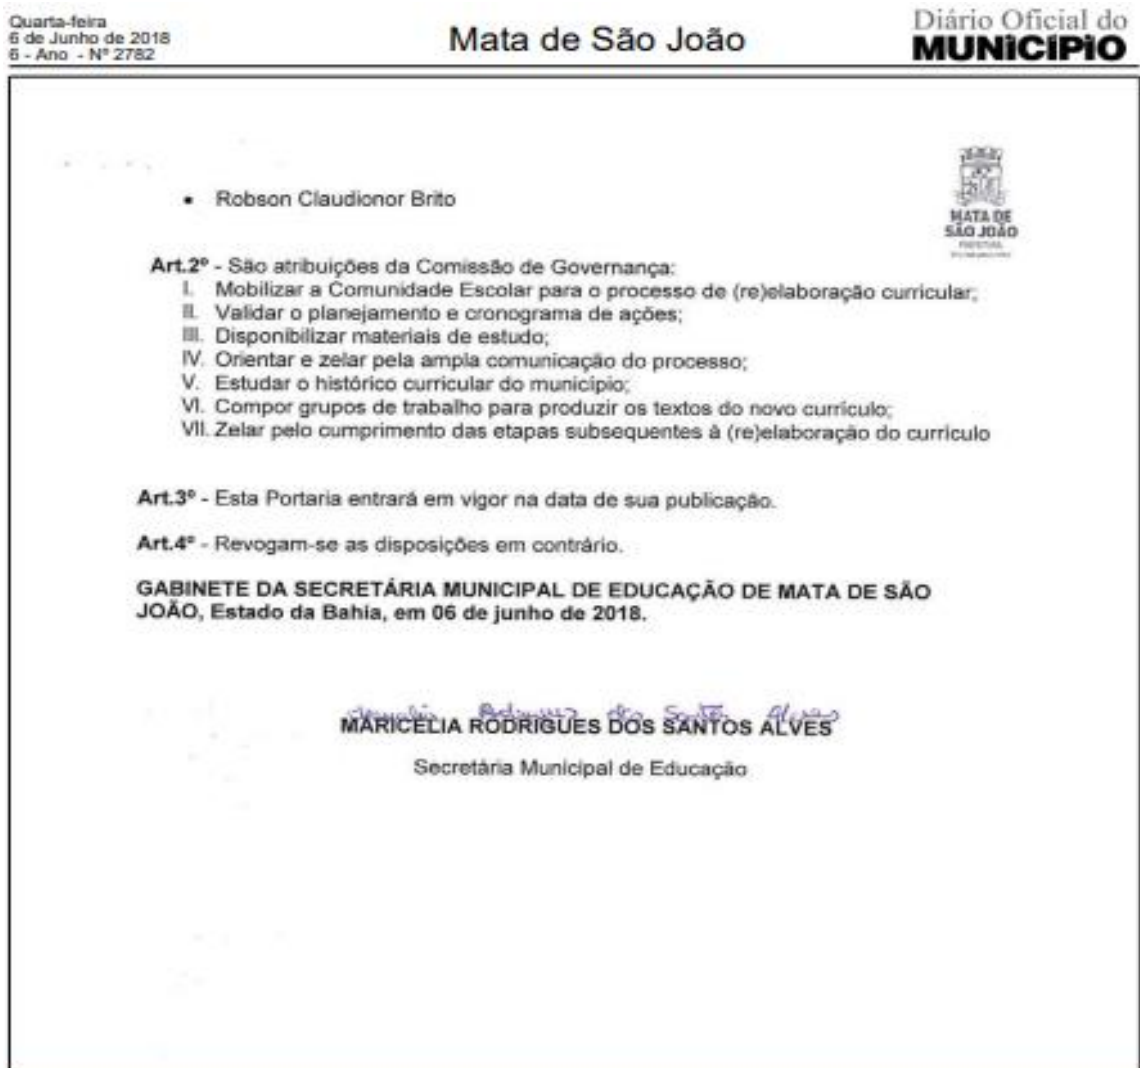 Quarta-feira
6 de Junho de 2018
6 - Ano - Nº 2782
Mata de São João
Diário Oficial do
MUNICÍPIO
MATA DE
SÃO JOÃO
• Robson Claudionor Brito
Art.2º - São atribuições da Comissão de Governança:
I. Mobilizar a Comunidade Escolar para o processo de (re)elaboração curricular;
II. Validar o planejamento e cronograma de ações;
III. Disponibilizar materiais de estudo;
IV. Orientar e zelar pela ampla comunicação do processo;
V. Estudar o histórico curricular do município;
VI. Compor grupos de trabalho para produzir os textos do novo currículo;
VII. Zelar pelo cumprimento das etapas subsequentes à (re)elaboração do currículo
Art.3º - Esta Portaria entrará em vigor na data de sua publicação.
Art.4º - Revogam-se as disposições em contrário.
GABINETE DA SECRETÁRIA MUNICIPAL DE EDUCAÇÃO DE MATA DE SÃO
JOÃO, Estado da Bahia, em 06 de junho de 2018.
MARICÉLIA RODRIGUES DOS SANTOS ALVES
Secretária Municipal de Educação